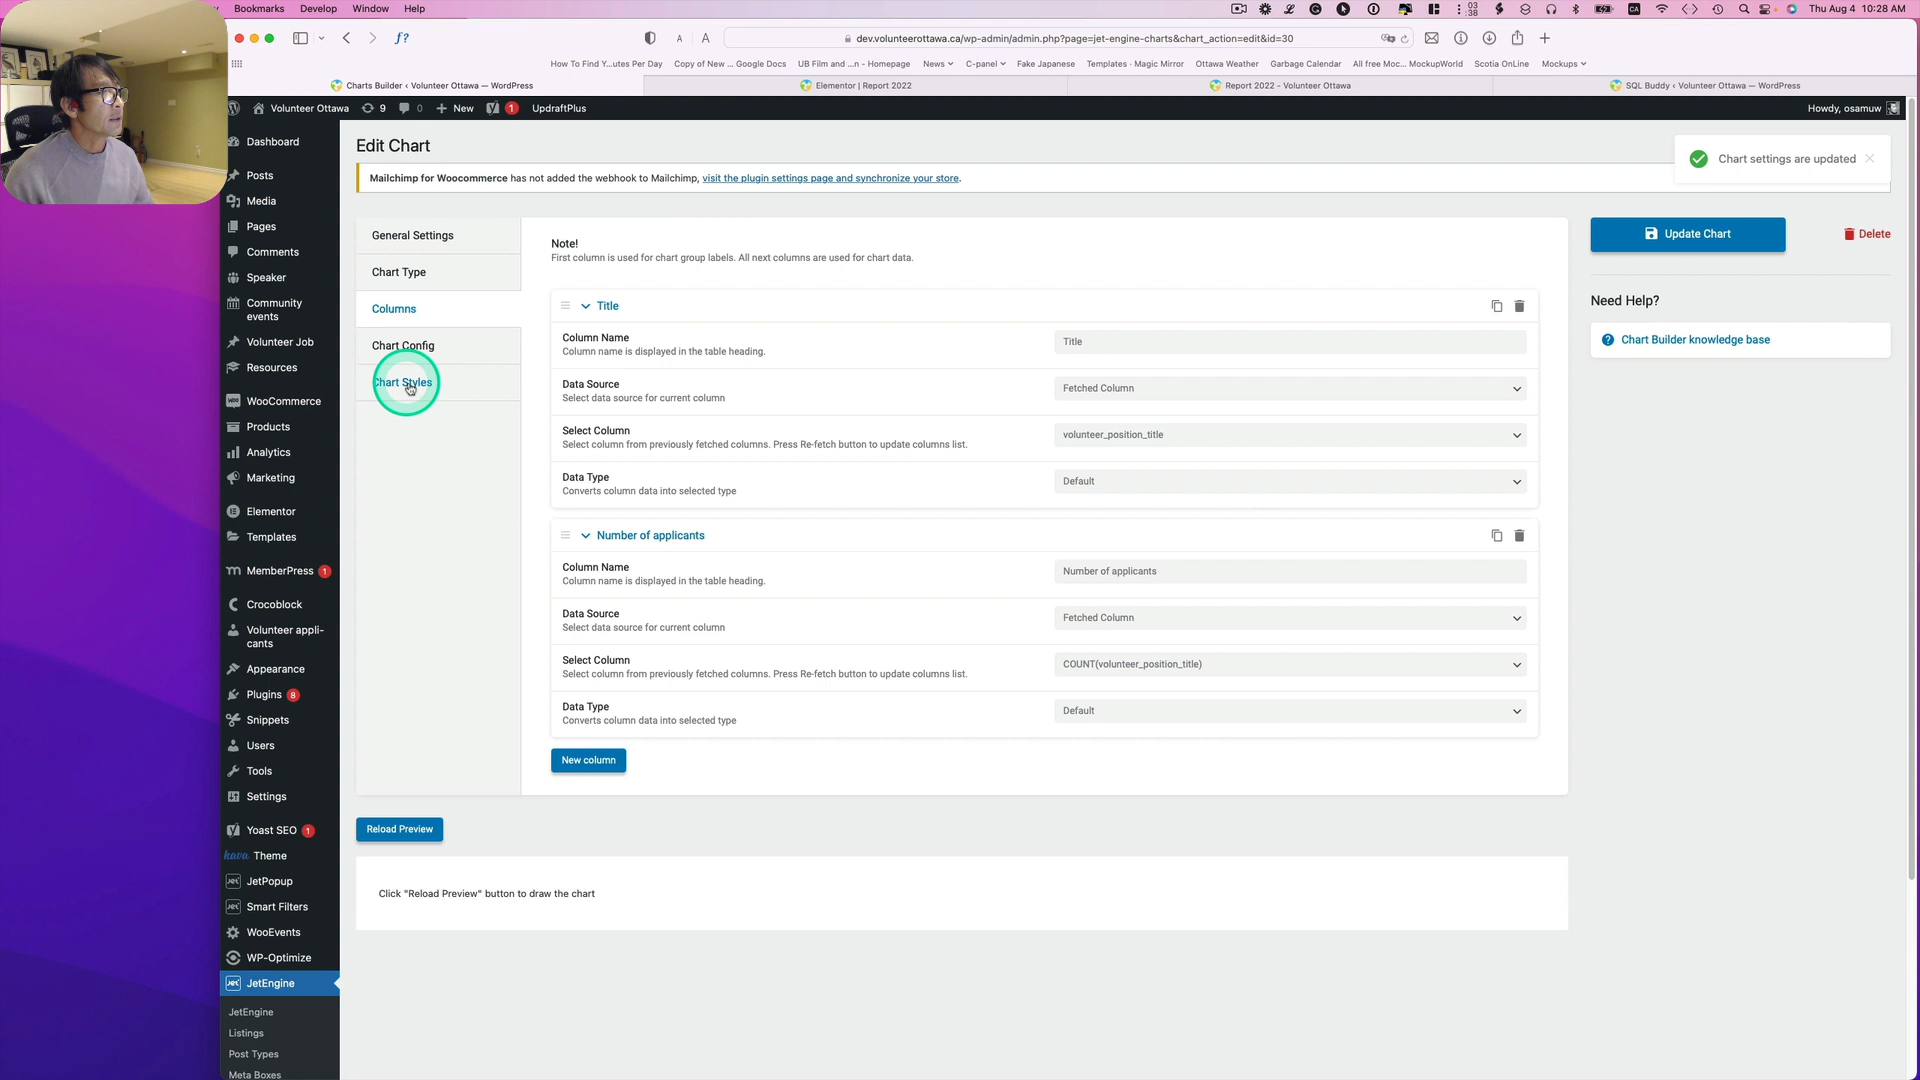 Bookmarks Develop Window Help
03
:38
CA
Thu Aug 4 10:28 AM
dev.volunteerottawa.ca/wp-admin/admin.php?page=jet-engine-charts&chart_action=edit&id=30
How To Find Y...utes Per Day Copy of New ... Google Docs UB Film and ...n - Homepage News C-panel Fake Japanese Templates · Magic Mirror Ottawa Weather Garbage Calendar All free Moc... MockupWorld Scotia OnLine Mockups
Charts Builder ‹ Volunteer Ottawa — WordPress
Elementor | Report 2022
Report 2022 - Volunteer Ottawa
SQL Buddy ‹ Volunteer Ottawa — WordPress
Volunteer Ottawa 9 0 New 1 UpdraftPlus
Howdy, osamuw
Dashboard
Posts
Media
Pages
Comments
Speaker
Community
events
Volunteer Job
Resources
WooCommerce
Products
Analytics
Marketing
Elementor
Templates
MemberPress 1
Crocoblock
Volunteer appli-
cants
Appearance
Plugins 8
Snippets
Users
Tools
Settings
Yoast SEO 1
kava Theme
JetPopup
Smart Filters
WooEvents
WP-Optimize
JetEngine
JetEngine
Listings
Post Types
Meta Boxes
Edit Chart
Mailchimp for Woocommerce has not added the webhook to Mailchimp, visit the plugin settings page and synchronize your store.
Chart settings are updated
General Settings
Chart Type
Columns
Chart Config
Chart Styles
Note!
First column is used for chart group labels. All next columns are used for chart data.
Title
Column Name
Column name is displayed in the table heading.
Title
Data Source
Select data source for current column
Fetched Column
Select Column
Select column from previously fetched columns. Press Re-fetch button to update columns list.
volunteer_position_title
Data Type
Converts column data into selected type
Default
Number of applicants
Column Name
Column name is displayed in the table heading.
Number of applicants
Data Source
Select data source for current column
Fetched Column
Select Column
Select column from previously fetched columns. Press Re-fetch button to update columns list.
COUNT(volunteer_position_title)
Data Type
Converts column data into selected type
Default
New column
Reload Preview
Click "Reload Preview" button to draw the chart
Update Chart
Delete
Need Help?
Chart Builder knowledge base